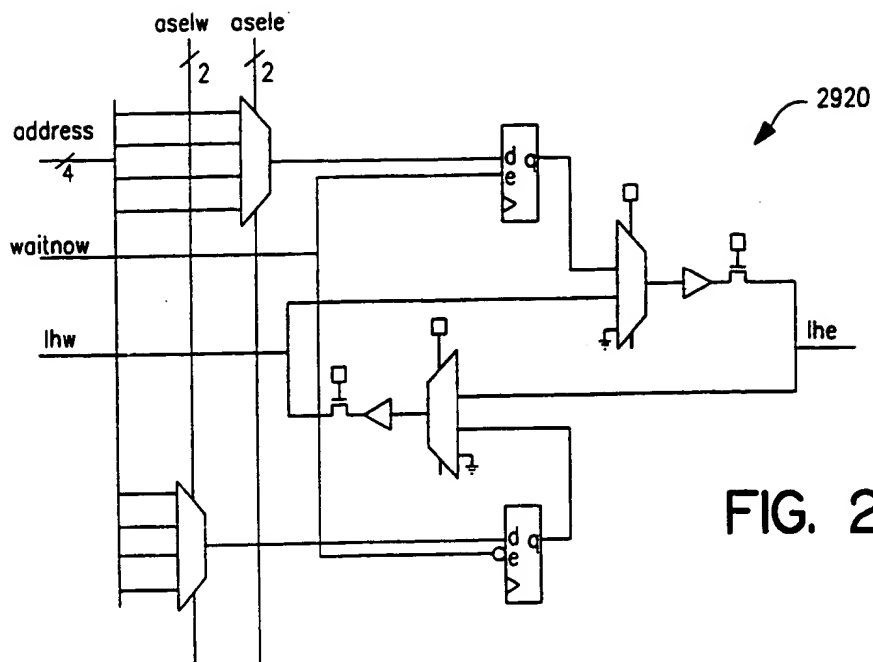 aselw asele
2 2
address
4
2920
d q
e
waitnow
lhw
lhe
d q
e
FIG. 2